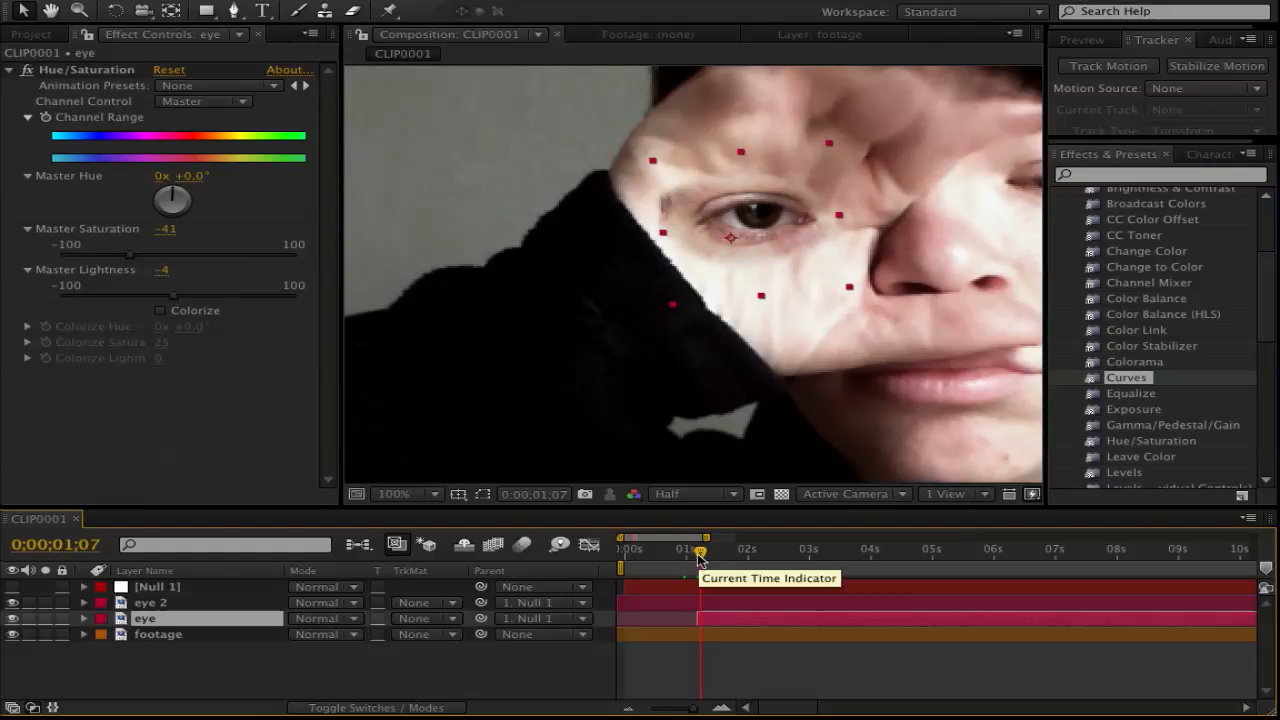 Workspace: Standard
Search Help
Project
Effect Controls: eye
Composition: CLIP0001
Footage: (none)
Layer: footage
Preview
Tracker
Aud
CLIP0001 • eye
CLIP0001
fx Hue/Saturation Reset About...
Animation Presets: None
Channel Control Master
Channel Range
Master Hue 0x +0.0°
Master Saturation -41
-100 100
Master Lightness -4
-100 100
Colorize
Colorize Hue 0x +0.0°
Colorize Satura 25
Colorize Lightn 0
Track Motion Stabilize Motion
Motion Source: None
Current Track None
Track Type: Transform
Effects & Presets Charact
Brightness & Contrast
Broadcast Colors
CC Color Offset
CC Toner
Change Color
Change to Color
Channel Mixer
Color Balance
Color Balance (HLS)
Color Link
Color Stabilizer
Colorama
Curves
Equalize
Exposure
Gamma/Pedestal/Gain
Hue/Saturation
Leave Color
Levels
100% 0;00;01;07 Half Active Camera 1 View
CLIP0001
0;00;01;07
:00s 01s 02s 03s 04s 05s 06s 07s 08s 09s 10s
Current Time Indicator
Layer Name Mode T TrkMat Parent
[Null 1] Normal None
eye 2 Normal None 1. Null 1
eye Normal None 1. Null 1
footage Normal None None
Toggle Switches / Modes